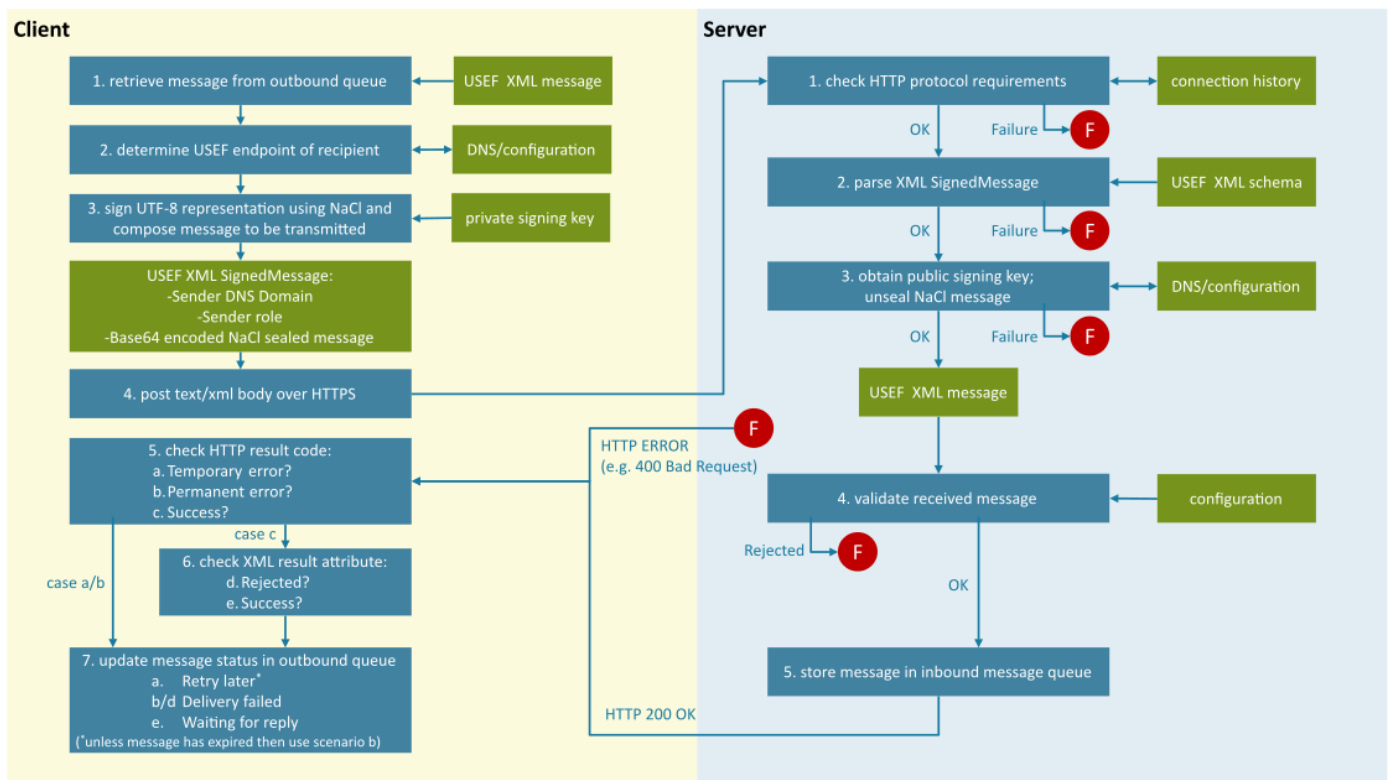 Client
1. retrieve message from outbound queue
USEF XML message
2. determine USEF endpoint of recipient
DNS/configuration
3. sign UTF-8 representation using NaCl and
compose message to be transmitted
private signing key
USEF XML SignedMessage:
-Sender DNS Domain
-Sender role
-Base64 encoded NaCl sealed message
4. post text/xml body over HTTPS
5. check HTTP result code:
a. Temporary error?
b. Permanent error?
c. Success?
case c
case a/b
6. check XML result attribute:
d. Rejected?
e. Success?
7. update message status in outbound queue
a. Retry later*
b/d Delivery failed
e. Waiting for reply
(*unless message has expired then use scenario b)
Server
1. check HTTP protocol requirements
connection history
OK
Failure
F
2. parse XML SignedMessage
USEF XML schema
OK
Failure
F
3. obtain public signing key;
unseal NaCl message
DNS/configuration
OK
Failure
F
USEF XML message
F
HTTP ERROR
(e.g. 400 Bad Request)
4. validate received message
configuration
Rejected
F
OK
5. store message in inbound message queue
HTTP 200 OK